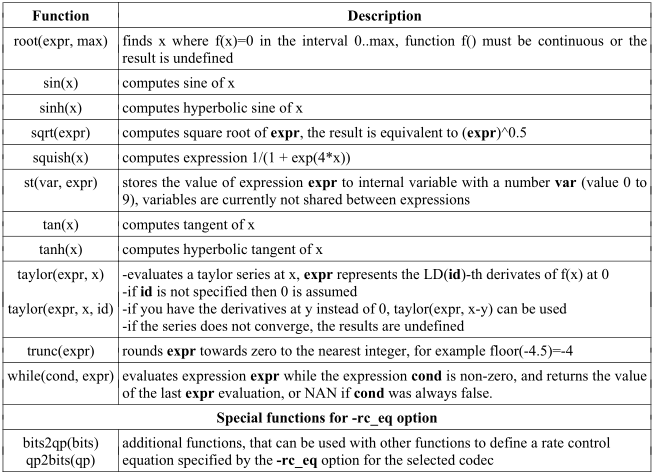 Function Description
root(expr, max) finds x where f(x)=0 in the interval 0..max, function f() must be continuous or the
result is undefined
sin(x) computes sine of x
sinh(x) computes hyperbolic sine of x
sqrt(expr) computes square root of expr, the result is equivalent to (expr)^0.5
squish(x) computes expression 1/(1 + exp(4*x))
st(var, expr) stores the value of expression expr to internal variable with a number var (value 0 to
9), variables are currently not shared between expressions
tan(x) computes tangent of x
tanh(x) computes hyperbolic tangent of x
taylor(expr, x) -evaluates a taylor series at x, expr represents the LD(id)-th derivates of f(x) at 0
-if id is not specified then 0 is assumed
taylor(expr, x, id) -if you have the derivatives at y instead of 0, taylor(expr, x-y) can be used
-if the series does not converge, the results are undefined
trunc(expr) rounds expr towards zero to the nearest integer, for example floor(-4.5)=-4
while(cond, expr) evaluates expression expr while the expression cond is non-zero, and returns the value
of the last expr evaluation, or NAN if cond was always false.
Special functions for -rc_eq option
bits2qp(bits) additional functions, that can be used with other functions to define a rate control
qp2bits(qp) equation specified by the -rc_eq option for the selected codec